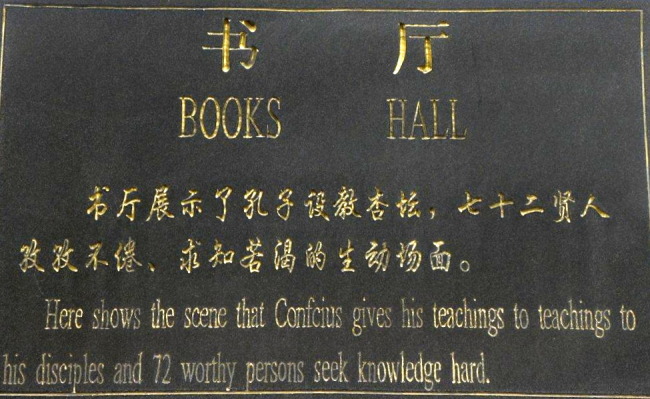 书 厅
BOOKS HALL
书厅展示了孔子设教杏坛，七十二贤人
孜孜不倦、求知若渴的生动场面。
Here shows the scene that Confcius gives his teachings to teachings to
his disciples and 72 worthy persons seek knowledge hard.